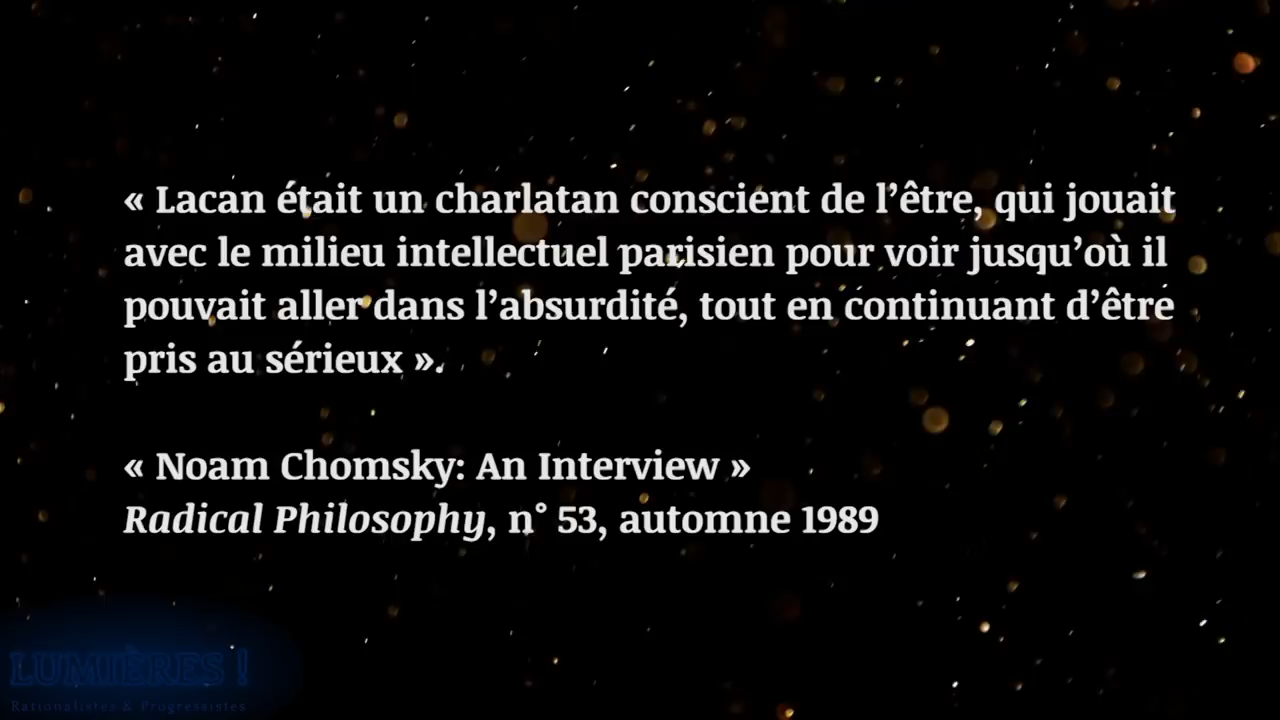 « Lacan était un charlatan conscient de l’être, qui jouait
avec le milieu intellectuel parisien pour voir jusqu’où il
pouvait aller dans l’absurdité, tout en continuant d’être
pris au sérieux ».
« Noam Chomsky: An Interview »
Radical Philosophy, n° 53, automne 1989
LUMIÈRES !
Rationalistes & Progressistes